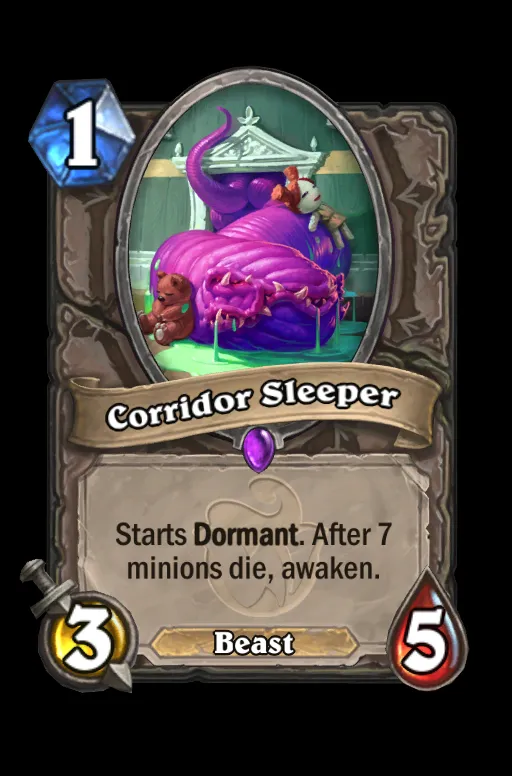 1
Corridor Sleeper
Starts Dormant. After 7
minions die, awaken.
3
Beast
5